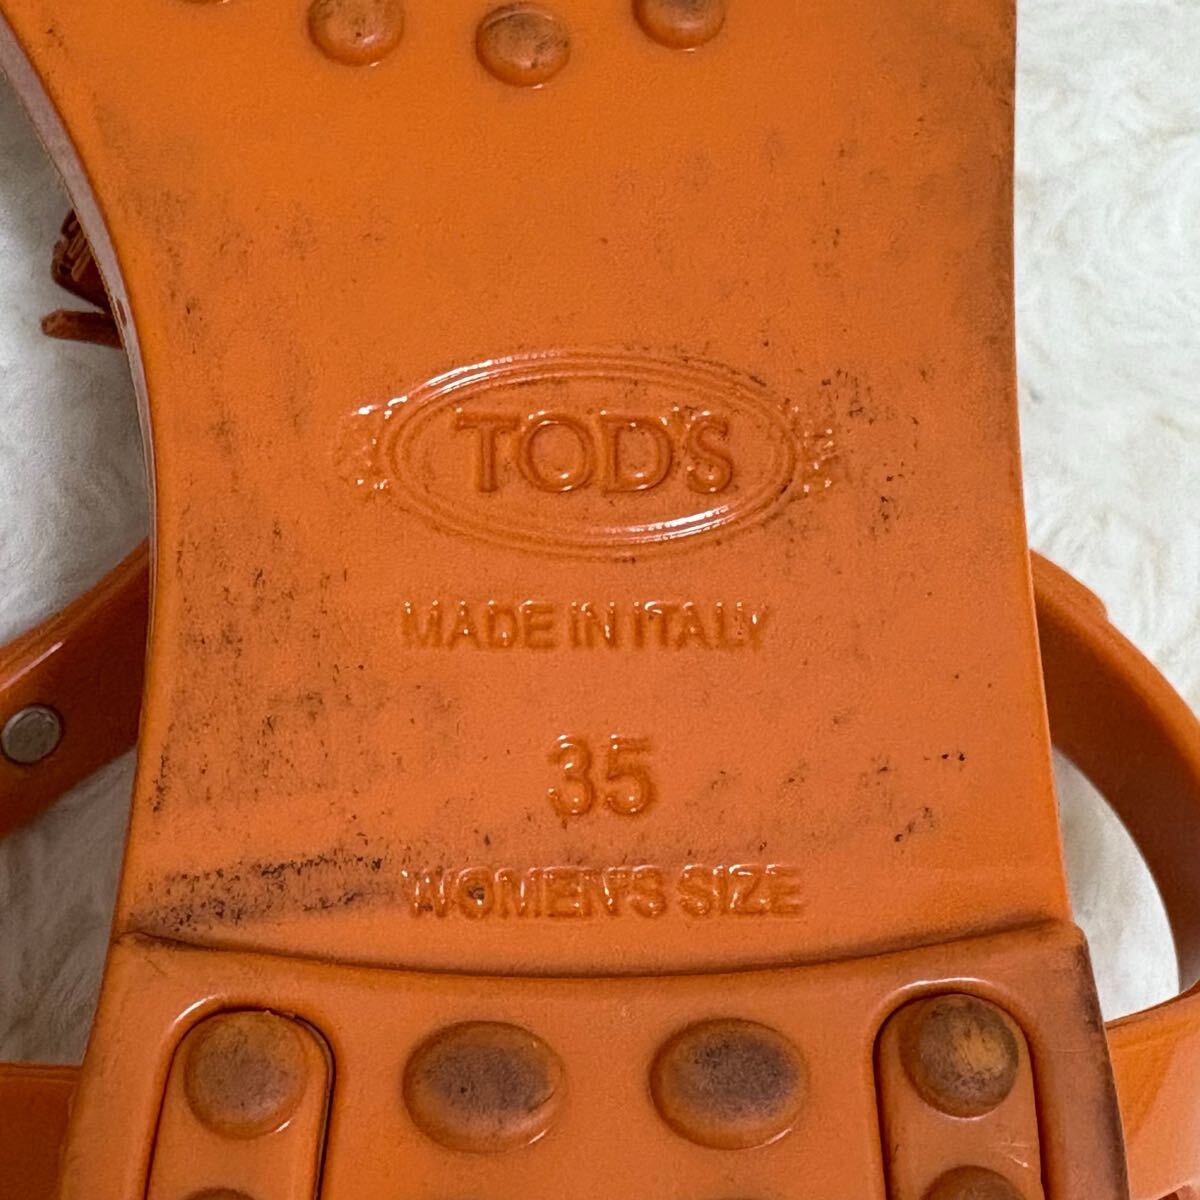 TOD'S
MADE IN ITALY
35
WOMEN'S SIZE